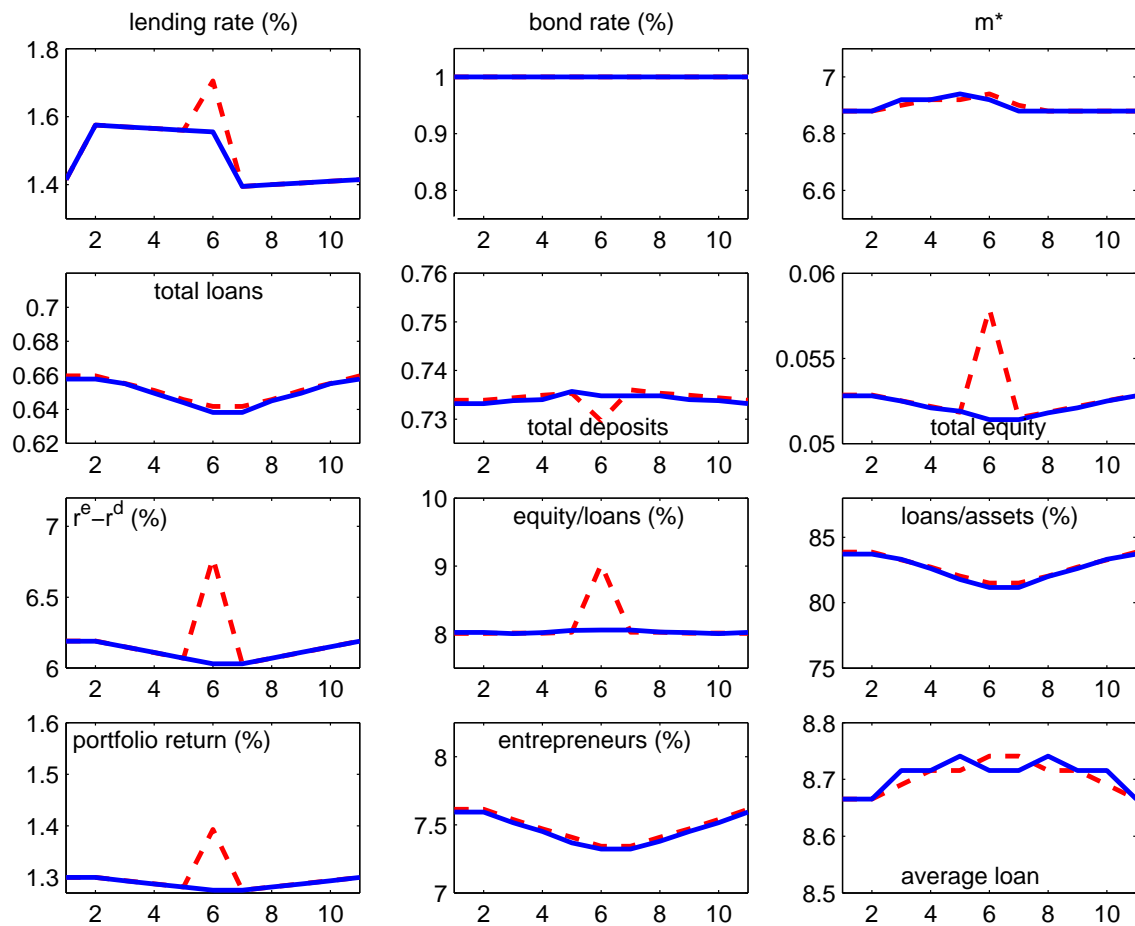 lending rate (%)
bond rate (%)
m*
1.8
1.6
1.4
2 4 6 8 10
1
0.9
0.8
2 4 6 8 10
7
6.8
6.6
2 4 6 8 10
total loans
0.7
0.68
0.66
0.64
0.62
2 4 6 8 10
0.76
0.75
0.74
0.73
total deposits
2 4 6 8 10
0.06
0.055
0.05
total equity
2 4 6 8 10
r^e−r^d (%)
7
6.5
6
2 4 6 8 10
equity/loans (%)
10
9
8
2 4 6 8 10
loans/assets (%)
85
80
75
2 4 6 8 10
1.6
portfolio return (%)
1.5
1.4
1.3
2 4 6 8 10
entrepreneurs (%)
8
7.5
7
2 4 6 8 10
8.8
8.7
8.6
8.5
average loan
2 4 6 8 10